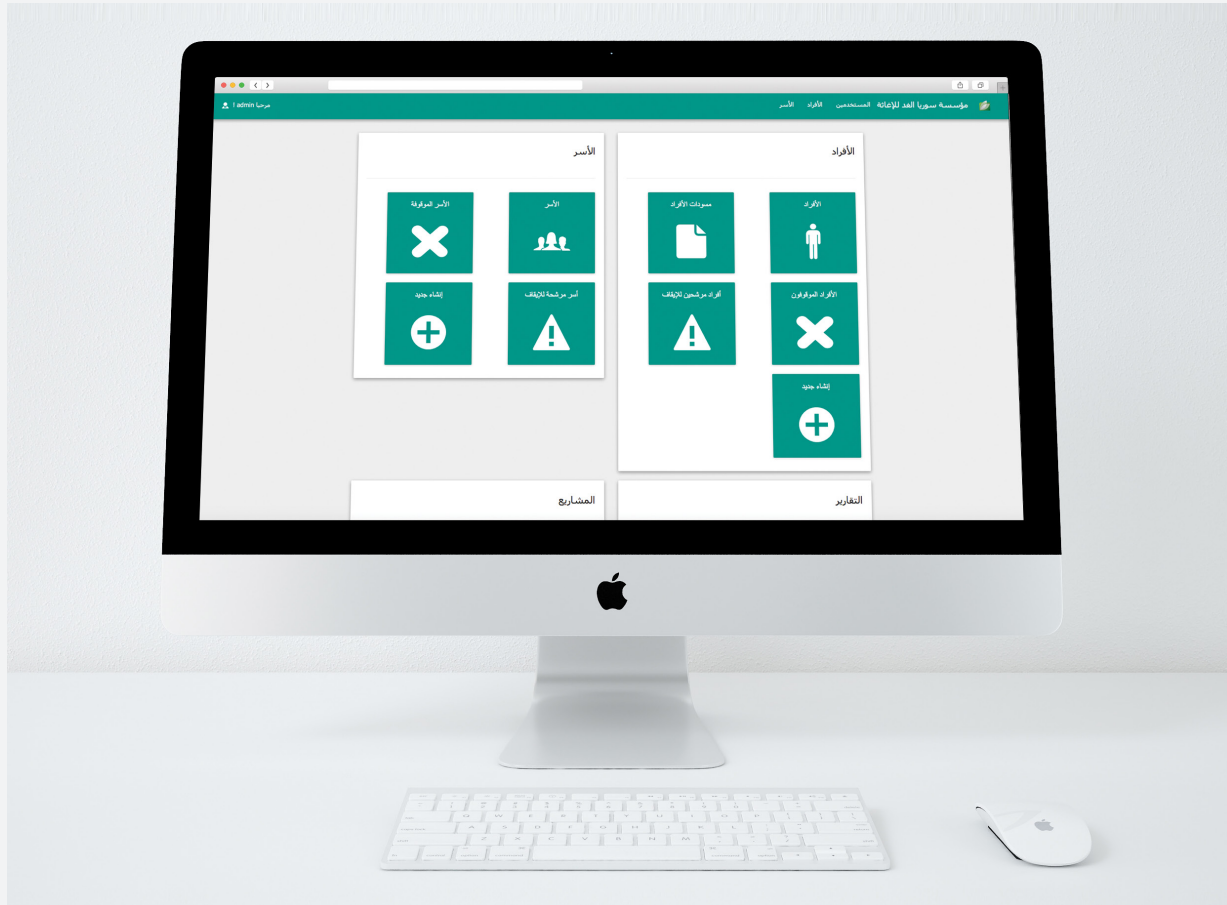 مؤسسة سوريا الغد للإغاثة المستخدمين الأفراد الأسر
مرحبا admin !
الأفراد
الأفراد
مسودات الأفراد
الأفراد الموقوفون
أفراد مرشحين للإيقاف
إنشاء جديد
الأسر
الأسر
الأسر الموقوفة
أسر مرشحة للإيقاف
إنشاء جديد
التقارير
المشاريع
Q W E R T Y U I O P
A S D F G H J K L
Z X C V B N M